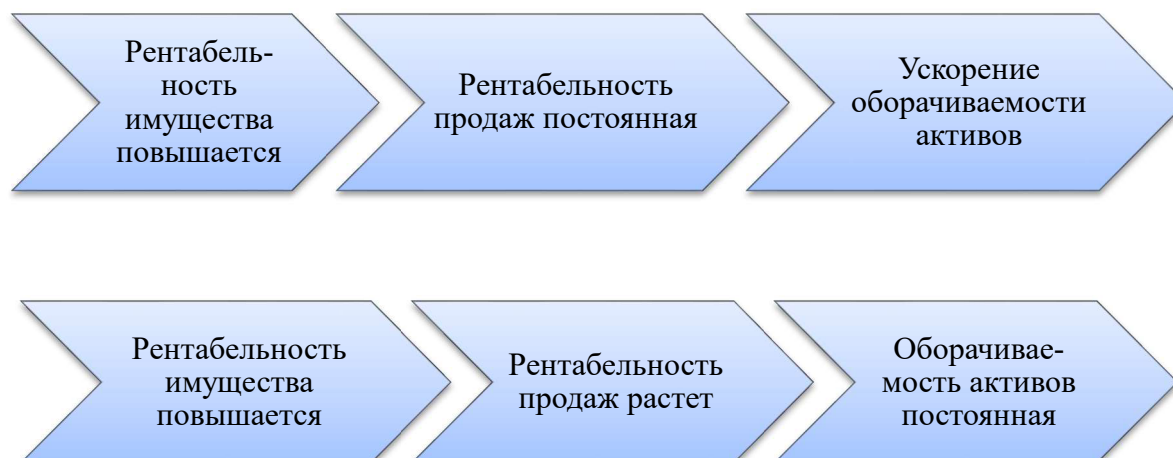 Рентабель-
ность
имущества
повышается
Рентабельность
продаж постоянная
Ускорение
оборачиваемости
активов
Рентабельность
имущества
повышается
Рентабельность
продаж растет
Оборачивае-
мость активов
постоянная